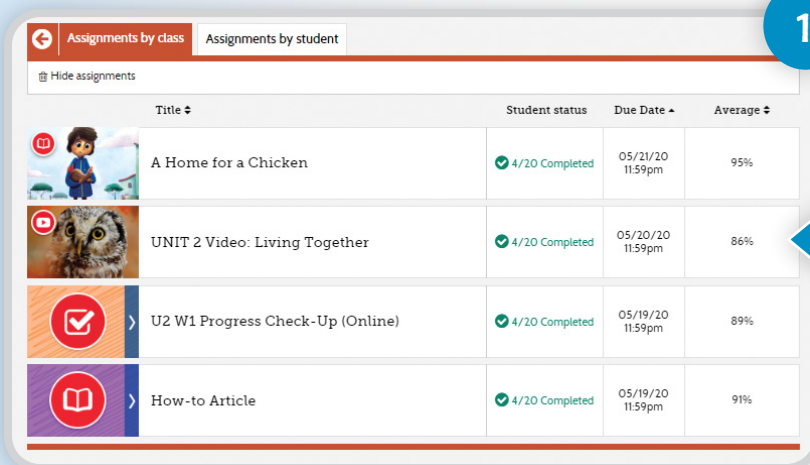 1
Assignments by class
Assignments by student
Hide assignments
Title
Student status
Due Date
Average
A Home for a Chicken
4/20 Completed
05/21/20
11:59pm
95%
UNIT 2 Video: Living Together
4/20 Completed
05/20/20
11:59pm
86%
U2 W1 Progress Check-Up (Online)
4/20 Completed
05/19/20
11:59pm
89%
How-to Article
4/20 Completed
05/19/20
11:59pm
91%